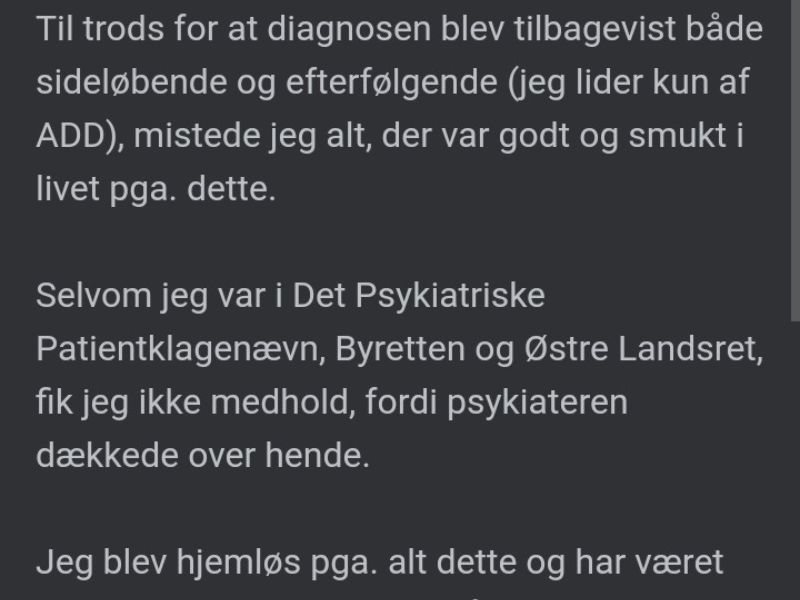 Til trods for at diagnosen blev tilbagevist både
sideløbende og efterfølgende (jeg lider kun af
ADD), mistede jeg alt, der var godt og smukt i
livet pga. dette.
Selvom jeg var i Det Psykiatriske
Patientklagenævn, Byretten og Østre Landsret,
fik jeg ikke medhold, fordi psykiateren
dækkede over hende.
Jeg blev hjemløs pga. alt dette og har været